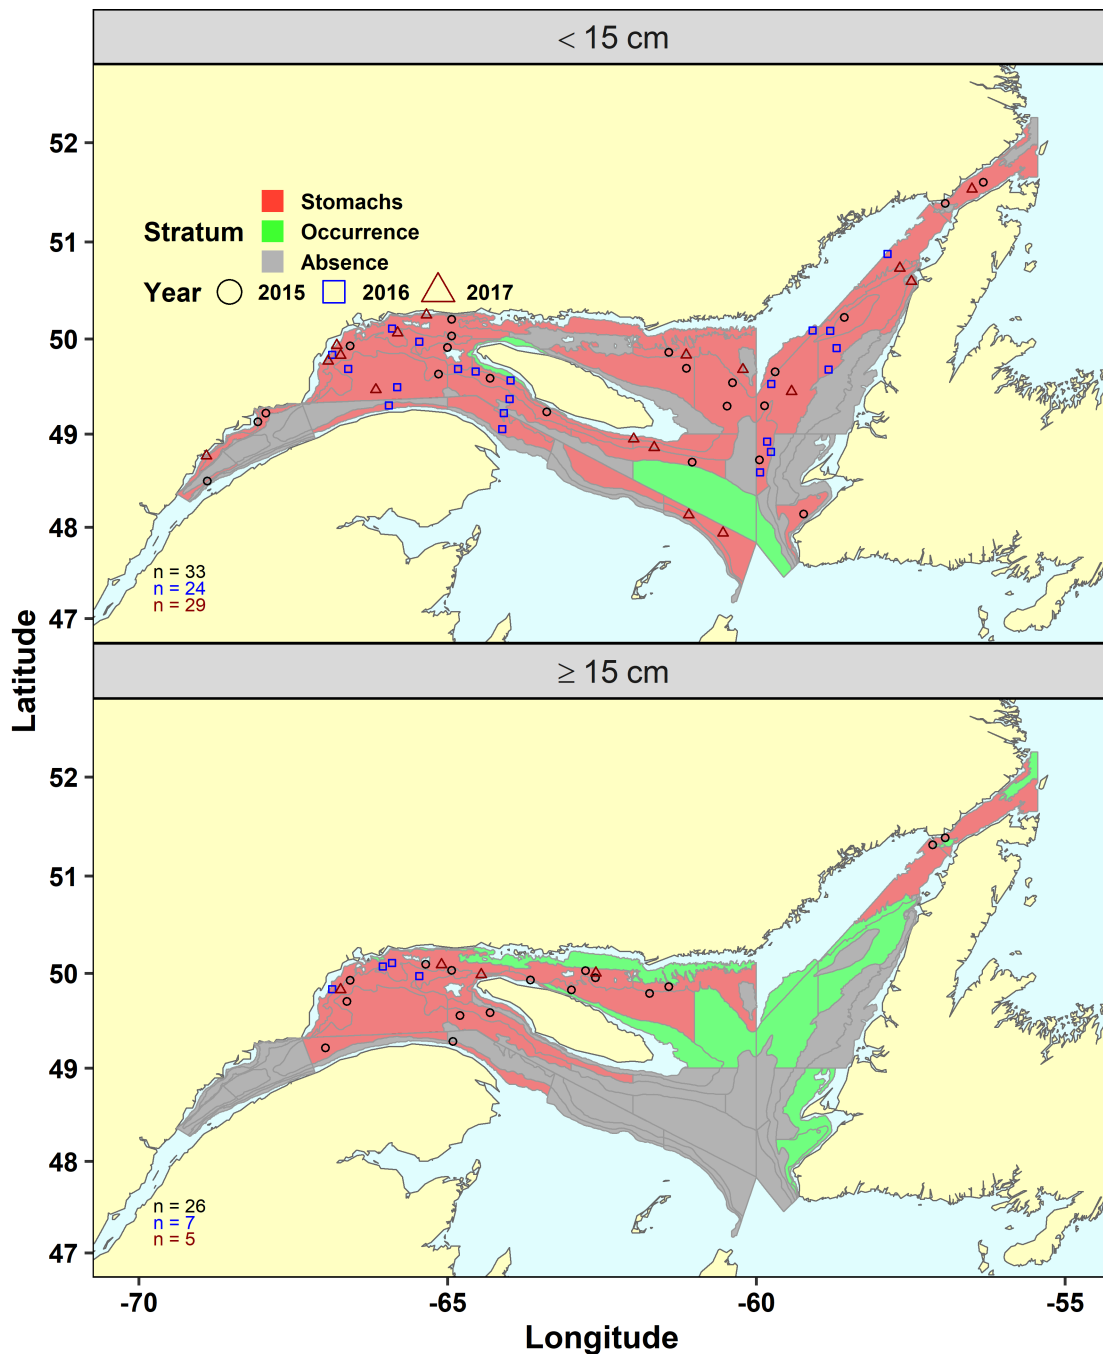 < 15 cm
52
51
50
49
48
47
Stratum
Stomachs
Occurrence
Absence
Year 2015 2016 2017
n = 33
n = 24
n = 29
Latitude
≥ 15 cm
52
51
50
49
48
47
n = 26
n = 7
n = 5
-70 -65 -60 -55
Longitude